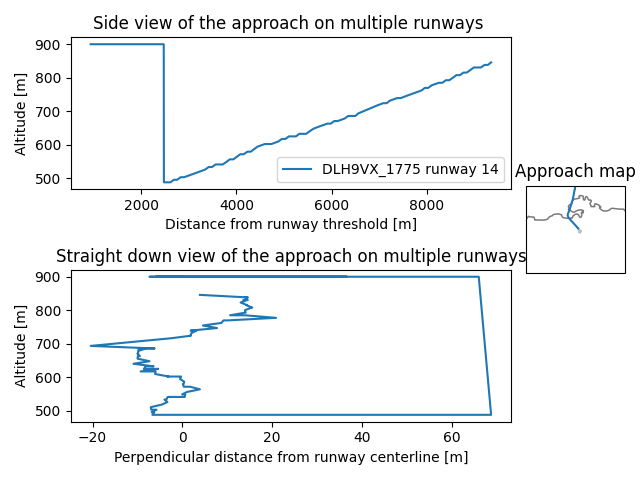 Side view of the approach on multiple runways
900
800
700
600
500
Altitude [m]
DLH9VX_1775 runway 14
2000 4000 6000 8000
Distance from runway threshold [m]
Approach map
Straight down view of the approach on multiple runways
900
800
700
600
500
Altitude [m]
−20 0 20 40 60
Perpendicular distance from runway centerline [m]